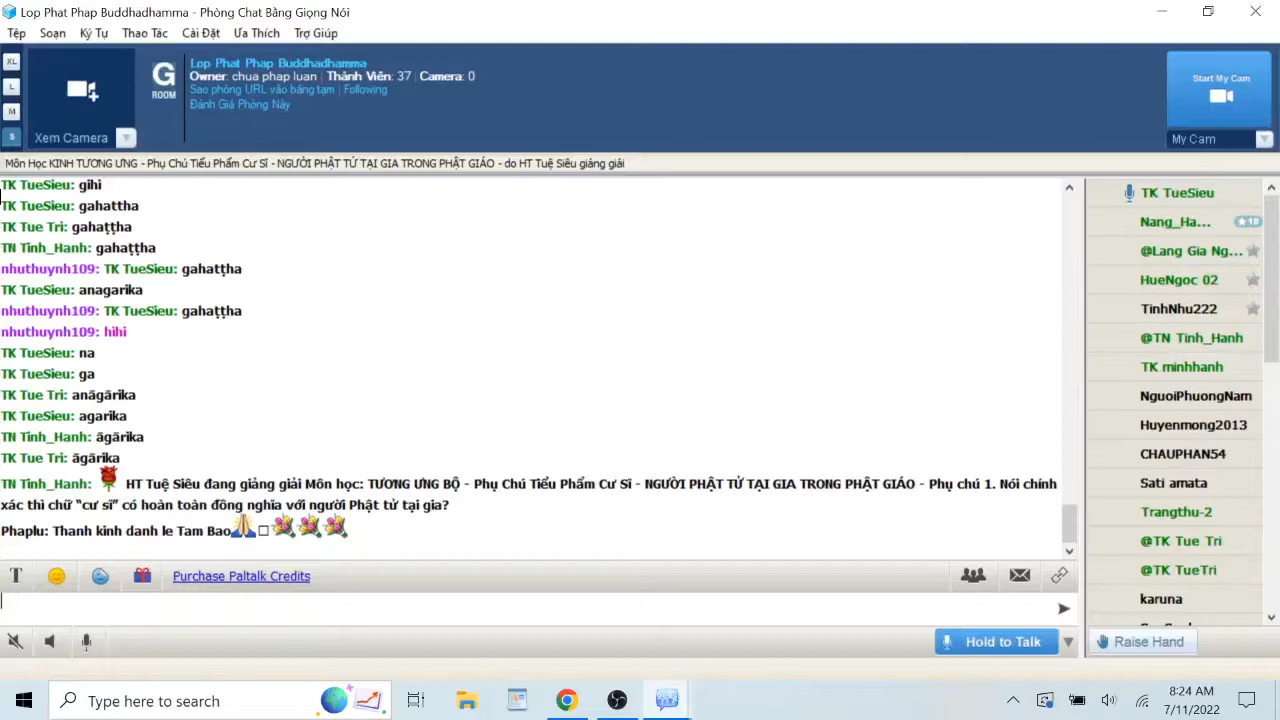 Lop Phat Phap Buddhadhamma - Phòng Chat Bằng Giọng Nói
Tệp Soạn Ký Tự Thao Tác Cài Đặt Ưa Thích Trợ Giúp
XL
L
M
S
Xem Camera
G
ROOM
Lop Phat Phap Buddhadhamma
Owner: chua phap luan | Thành Viên: 37 | Camera: 0
Sao phòng URL vào bảng tạm | Following
Đánh Giá Phòng Này
Start My Cam
My Cam
Môn Học KINH TƯƠNG ƯNG - Phụ Chú Tiểu Phẩm Cư Sĩ - NGƯỜI PHẬT TỬ TẠI GIA TRONG PHẬT GIÁO - do HT Tuệ Siêu giảng giải
TK TueSieu: gihi
TK TueSieu: gahattha
TK Tue Tri: gahaṭṭha
TN Tinh_Hanh: gahaṭṭha
nhuthuynh109: TK TueSieu: gahaṭṭha
TK TueSieu: anagarika
nhuthuynh109: TK TueSieu: gahaṭṭha
nhuthuynh109: hihi
TK TueSieu: na
TK TueSieu: ga
TK Tue Tri: anāgārika
TK TueSieu: agarika
TN Tinh_Hanh: āgārika
TK Tue Tri: āgārika
TN Tinh_Hanh: HT Tuệ Siêu đang giảng giải Môn học: TƯƠNG ƯNG BỘ - Phụ Chú Tiểu Phẩm Cư Sĩ - NGƯỜI PHẬT TỬ TẠI GIA TRONG PHẬT GIÁO - Phụ chú 1. Nói chính
xác thì chữ “cư sĩ” có hoàn toàn đồng nghĩa với người Phật tử tại gia?
Phaplu: Thanh kinh danh le Tam Bao
TK TueSieu
Nang_Ha... 10
@Lang Gia Ng...
HueNgoc 02
TinhNhu222
@TN Tinh_Hanh
TK minhhanh
NguoiPhuongNam
Huyenmong2013
CHAUPHAN54
Sati amata
Trangthu-2
@TK Tue Tri
@TK TueTri
karuna
T Purchase Paltalk Credits
Hold to Talk
Raise Hand
Type here to search
8:24 AM
7/11/2022